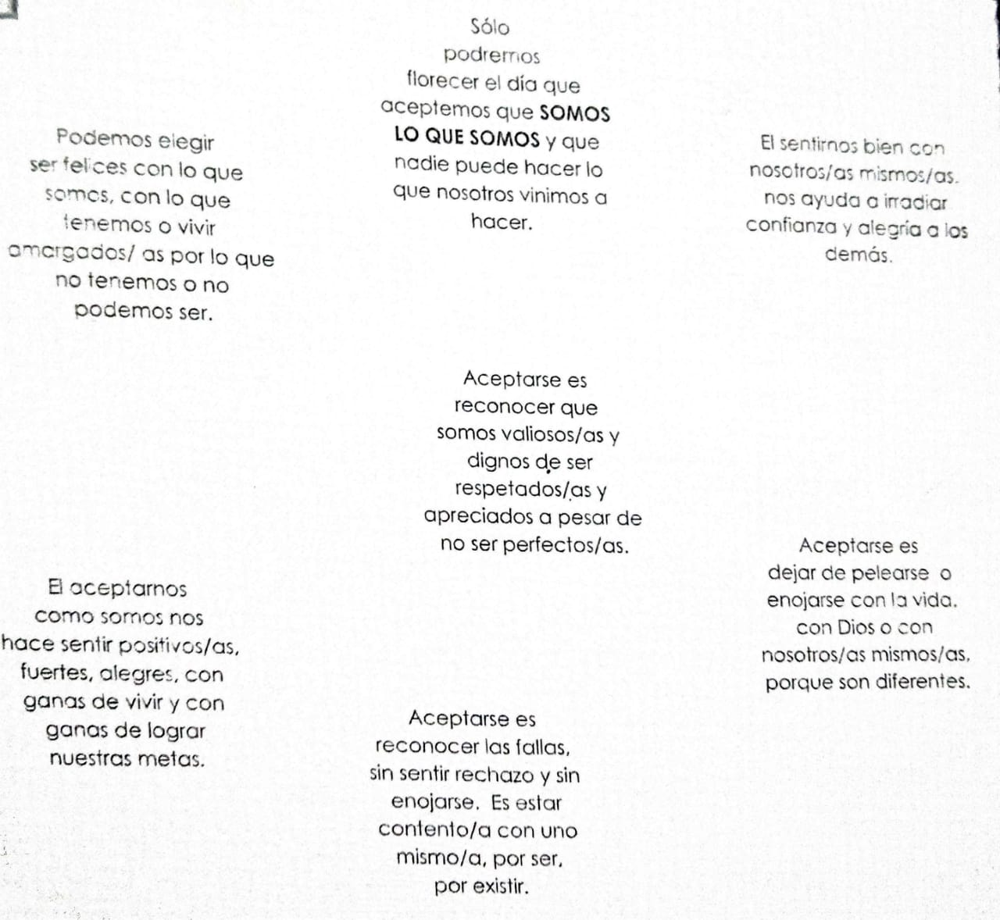 Sólo
podremos
florecer el día que
aceptemos que SOMOS
LO QUE SOMOS y que
nadie puede hacer lo
que nosotros vinimos a
hacer.
Podemos elegir
ser felices con lo que
somos, con lo que
tenemos o vivir
amargados/ as por lo que
no tenemos o no
podemos ser.
El sentirnos bien con
nosotros/as mismos/as.
nos ayuda a irradiar
confianza y alegría a los
demás.
Aceptarse es
reconocer que
somos valiosos/as y
dignos de ser
respetados/as y
apreciados a pesar de
no ser perfectos/as.
El aceptarnos
como somos nos
hace sentir positivos/as,
fuertes, alegres, con
ganas de vivir y con
ganas de lograr
nuestras metas.
Aceptarse es
dejar de pelearse o
enojarse con la vida.
con Dios o con
nosotros/as mismos/as,
porque son diferentes.
Aceptarse es
reconocer las fallas,
sin sentir rechazo y sin
enojarse. Es estar
contento/a con uno
mismo/a, por ser,
por existir.